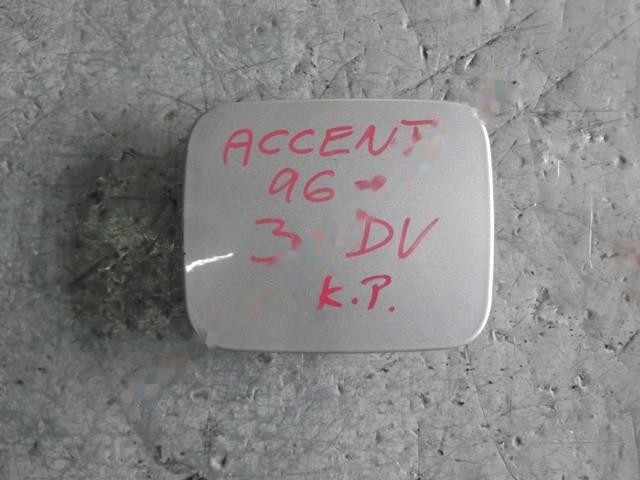 ACCENT
96-
3 DV
K.P.